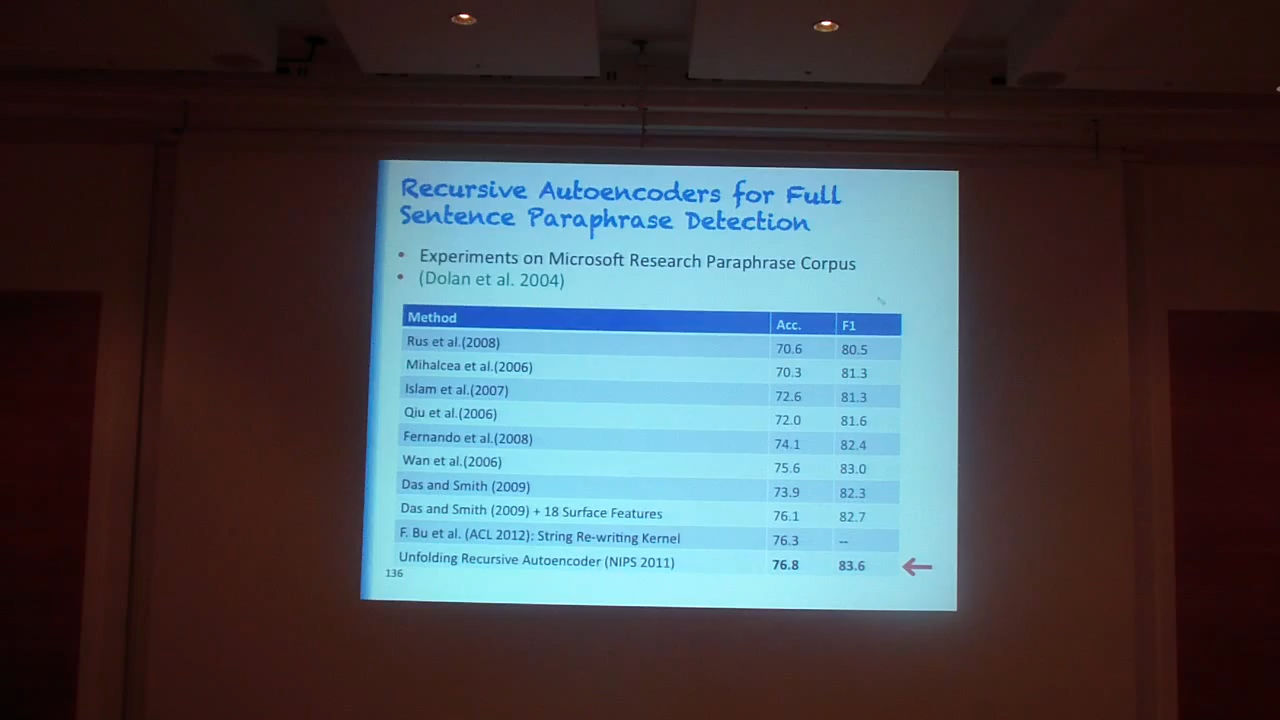 Recursive Autoencoders for Full
Sentence Paraphrase Detection
• Experiments on Microsoft Research Paraphrase Corpus
• (Dolan et al. 2004)
Method Acc. F1
Rus et al.(2008) 70.6 80.5
Mihalcea et al.(2006) 70.3 81.3
Islam et al.(2007) 72.6 81.3
Qiu et al.(2006) 72.0 81.6
Fernando et al.(2008) 74.1 82.4
Wan et al.(2006) 75.6 83.0
Das and Smith (2009) 73.9 82.3
Das and Smith (2009) + 18 Surface Features 76.1 82.7
F. Bu et al. (ACL 2012): String Re-writing Kernel 76.3 --
Unfolding Recursive Autoencoder (NIPS 2011) 76.8 83.6
136